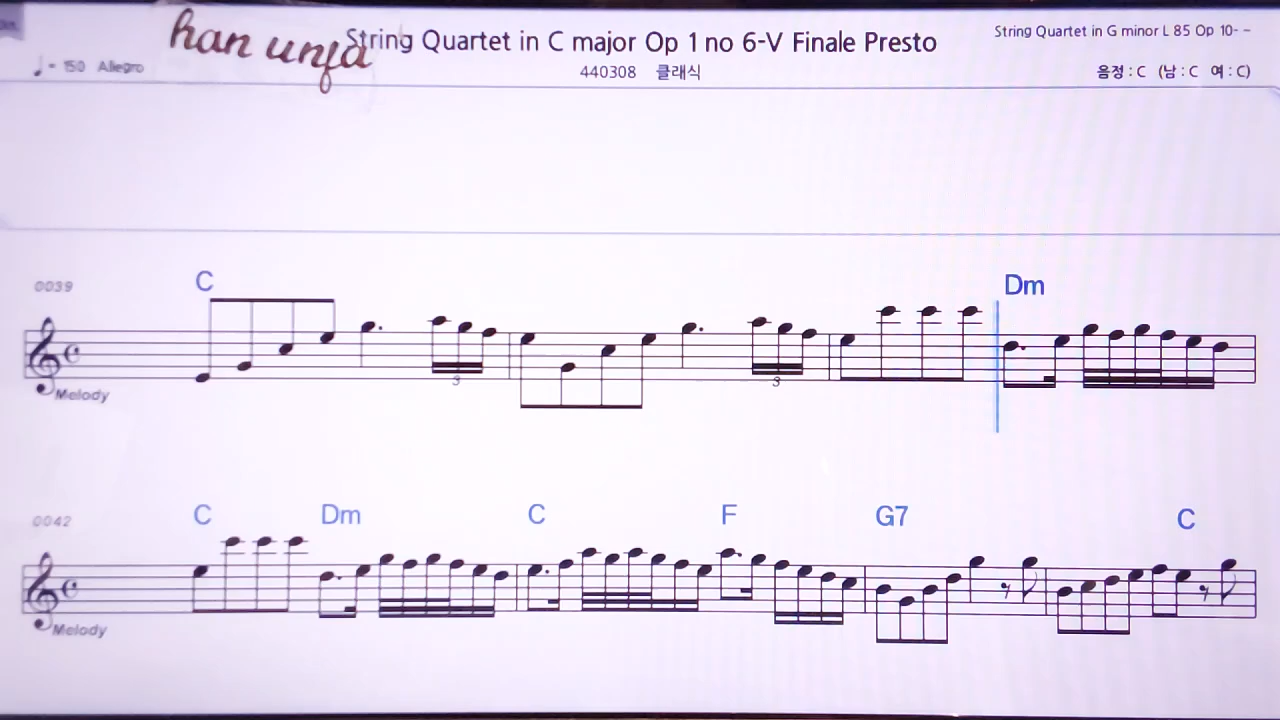 han unfa
String Quartet in C major Op 1 no 6-V Finale Presto
String Quartet in G minor L 85 Op 10- –
♩ = 150 Allegro
440308 클래식
음정 : C (남 : C 여 : C)
0039
C Dm
Melody
3 3
0042
C Dm C F G7 C
Melody